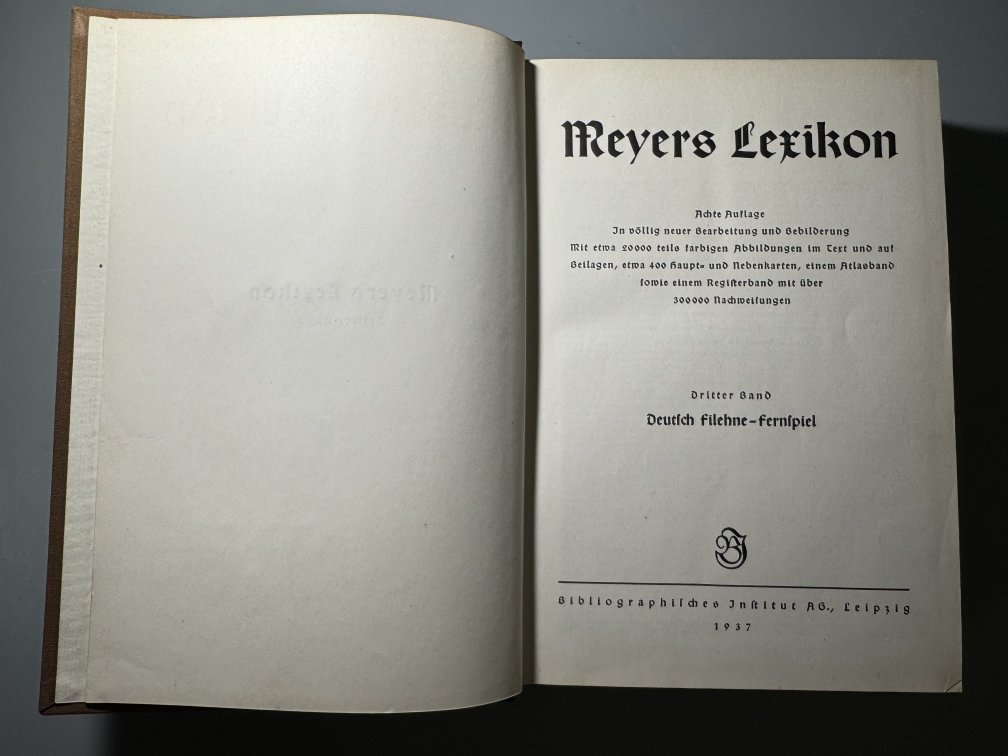 Meyers Lexikon
Achte Auflage
In völlig neuer Bearbeitung und Bebilderung
Mit etwa 20000 teils farbigen Abbildungen im Text und auf
Beilagen, etwa 400 Haupt- und Nebenkarten, einem Atlasband
sowie einem Registerband mit über
300000 Nachweisungen
Dritter Band
Deutsch Filehne-Fernspiel
BI
Bibliographisches Institut AG., Leipzig
1937